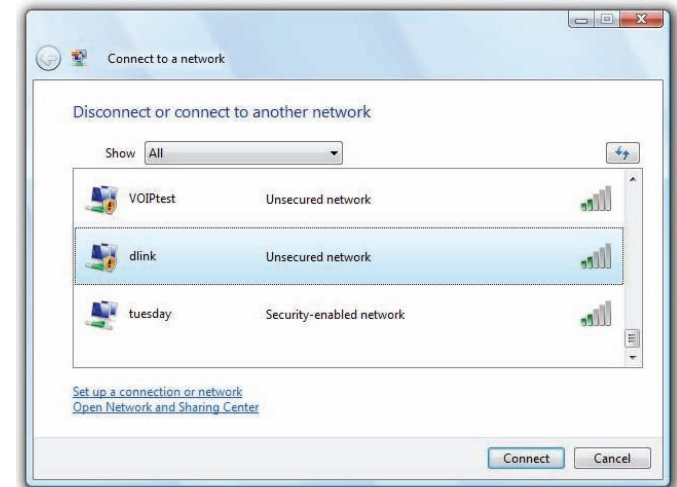 Connect to a network
Disconnect or connect to another network
Show All
VOIPtest Unsecured network
dlink Unsecured network
tuesday Security-enabled network
Set up a connection or network
Open Network and Sharing Center
Connect Cancel